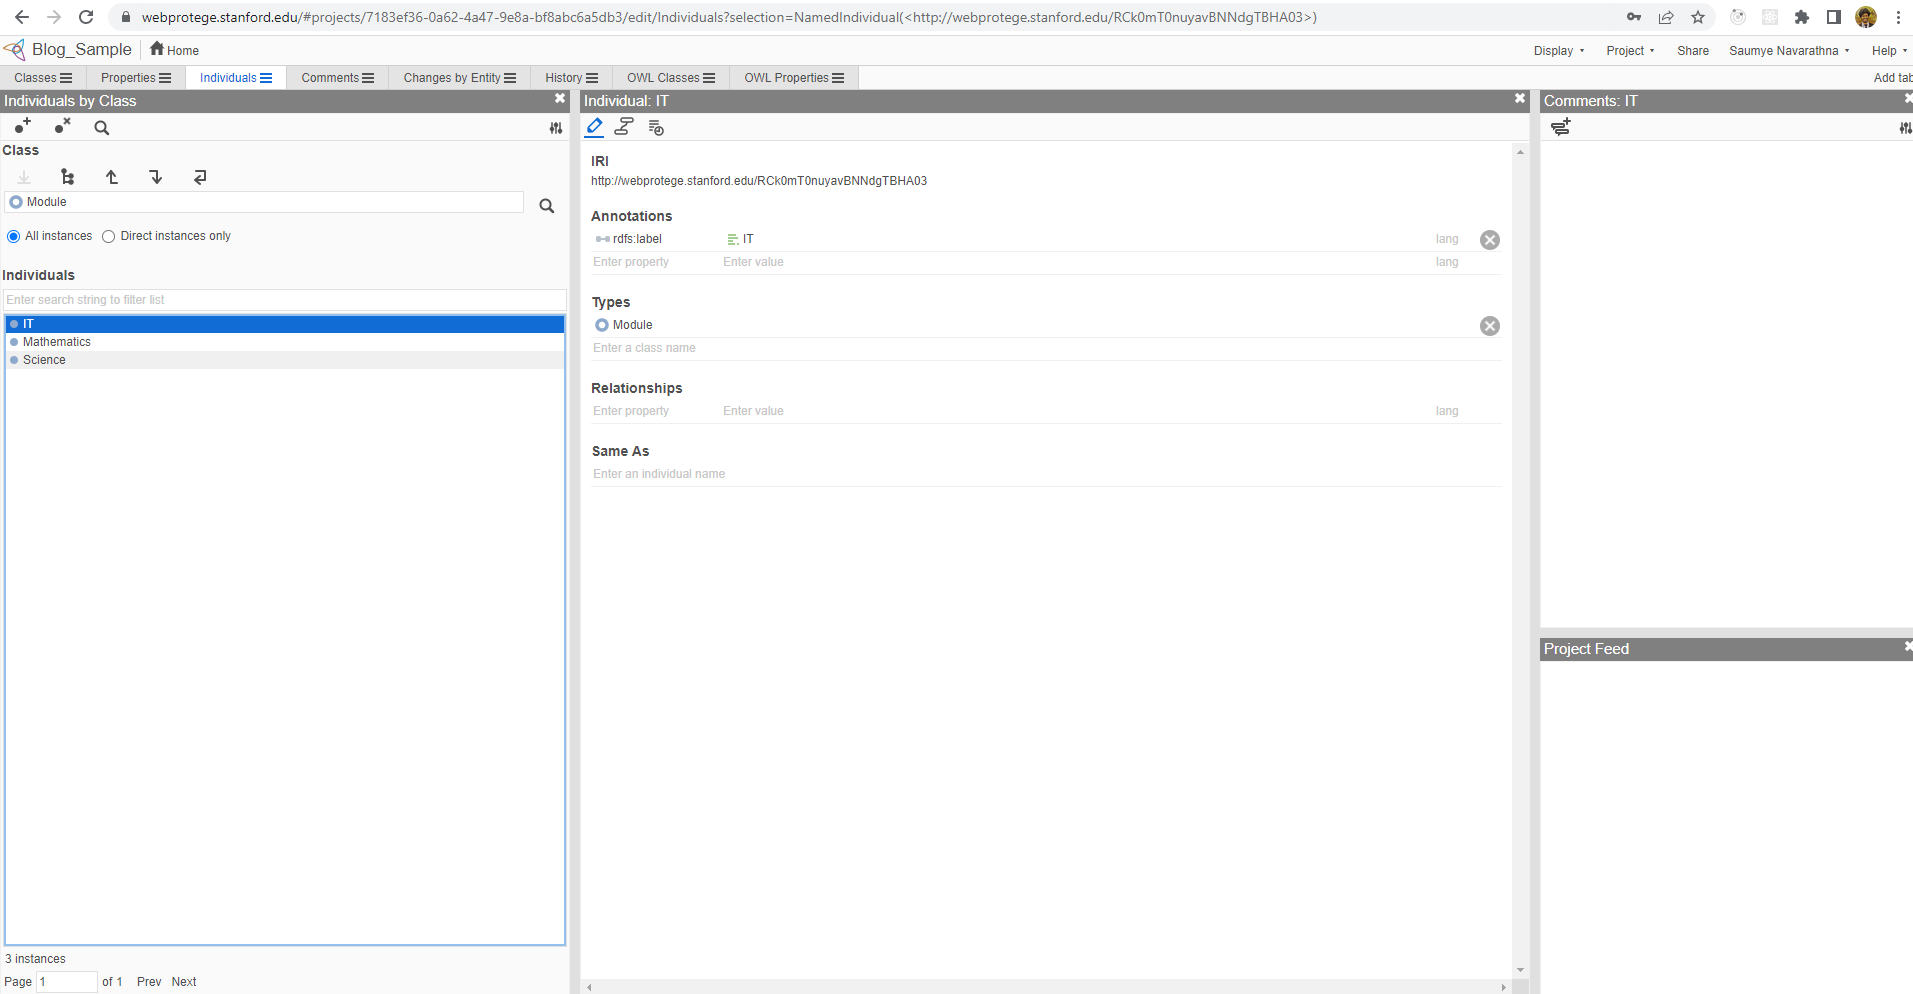 webprotege.stanford.edu/#projects/7183ef36-0a62-4a47-9e8a-bf8abc6a5db3/edit/Individuals?selection=NamedIndividual(<http://webprotege.stanford.edu/RCk0mT0nuyavBNNdgTBHA03>)
Blog_Sample Home Display Project Share Saumye Navarathna Help
Classes Properties Individuals Comments Changes by Entity History OWL Classes OWL Properties Add tab
Individuals by Class
Class
Module
All instances Direct instances only
Individuals
Enter search string to filter list
IT
Mathematics
Science
3 instances
Page 1 of 1 Prev Next
Individual: IT
IRI
http://webprotege.stanford.edu/RCk0mT0nuyavBNNdgTBHA03
Annotations
rdfs:label IT lang
Enter property Enter value lang
Types
Module
Enter a class name
Relationships
Enter property Enter value lang
Same As
Enter an individual name
Comments: IT
Project Feed